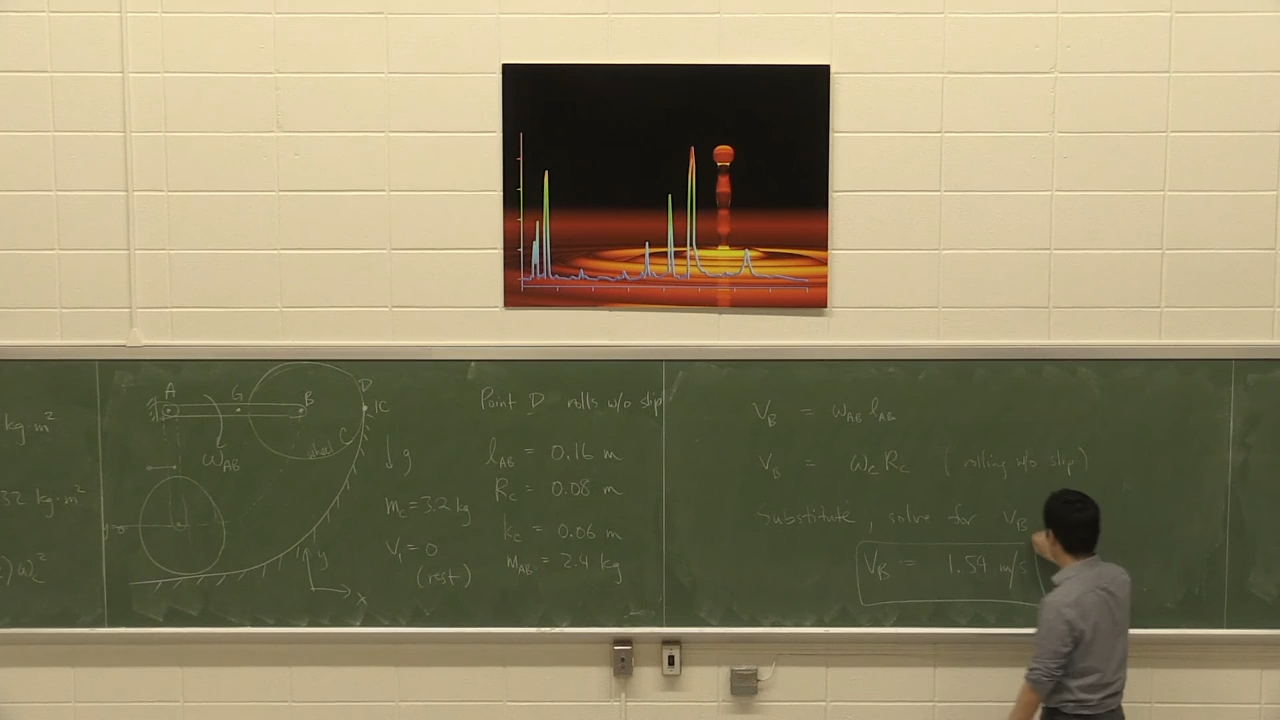 kg·m²
32 kg·m²
) ω_c²
A
G
B
D
IC
wheel C
ω_AB
g
y
x
m_C = 3.2 kg
V₁ = 0
(rest)
Point D rolls w/o slip
l_AB = 0.16 m
R_C = 0.08 m
k_C = 0.06 m
m_AB = 2.4 kg
V_B = ω_AB l_AB
V_B = ω_C R_C (rolling w/o slip)
Substitute, solve for V_B
V_B = 1.54 m/s